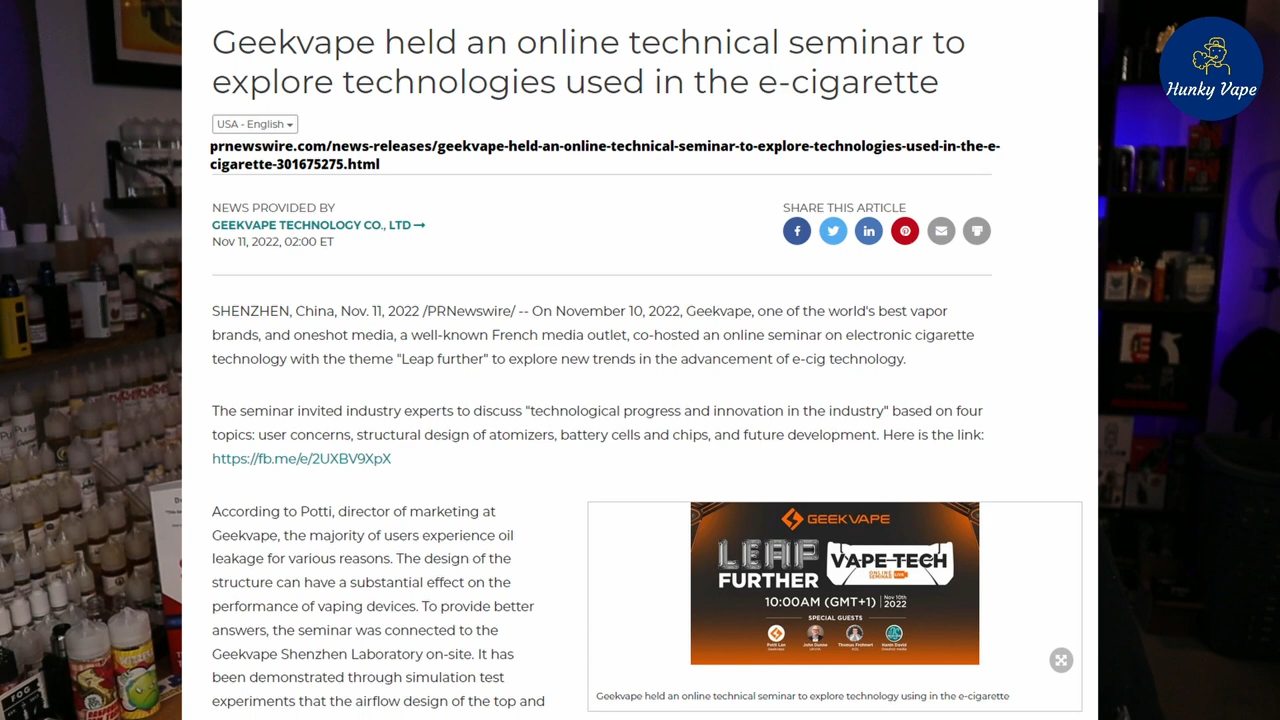 Geekvape held an online technical seminar to
explore technologies used in the e-cigarette
Hunky Vape
USA - English
prnewswire.com/news-releases/geekvape-held-an-online-technical-seminar-to-explore-technologies-used-in-the-e-
cigarette-301675275.html
NEWS PROVIDED BY
GEEKVAPE TECHNOLOGY CO., LTD
Nov 11, 2022, 02:00 ET
SHARE THIS ARTICLE
SHENZHEN, China, Nov. 11, 2022 /PRNewswire/ -- On November 10, 2022, Geekvape, one of the world's best vapor
brands, and oneshot media, a well-known French media outlet, co-hosted an online seminar on electronic cigarette
technology with the theme "Leap further" to explore new trends in the advancement of e-cig technology.
The seminar invited industry experts to discuss "technological progress and innovation in the industry" based on four
topics: user concerns, structural design of atomizers, battery cells and chips, and future development. Here is the link:
https://fb.me/e/2UXBV9XpX
According to Potti, director of marketing at
Geekvape, the majority of users experience oil
leakage for various reasons. The design of the
structure can have a substantial effect on the
performance of vaping devices. To provide better
answers, the seminar was connected to the
Geekvape Shenzhen Laboratory on-site. It has
been demonstrated through simulation test
experiments that the airflow design of the top and
GEEKVAPE
LEAP
FURTHER
VAPE-TECH
ONLINE
SEMINAR LIVE
10:00AM (GMT+1)
Nov 10th
2022
SPECIAL GUESTS
Geekvape held an online technical seminar to explore technology using in the e-cigarette
FOG